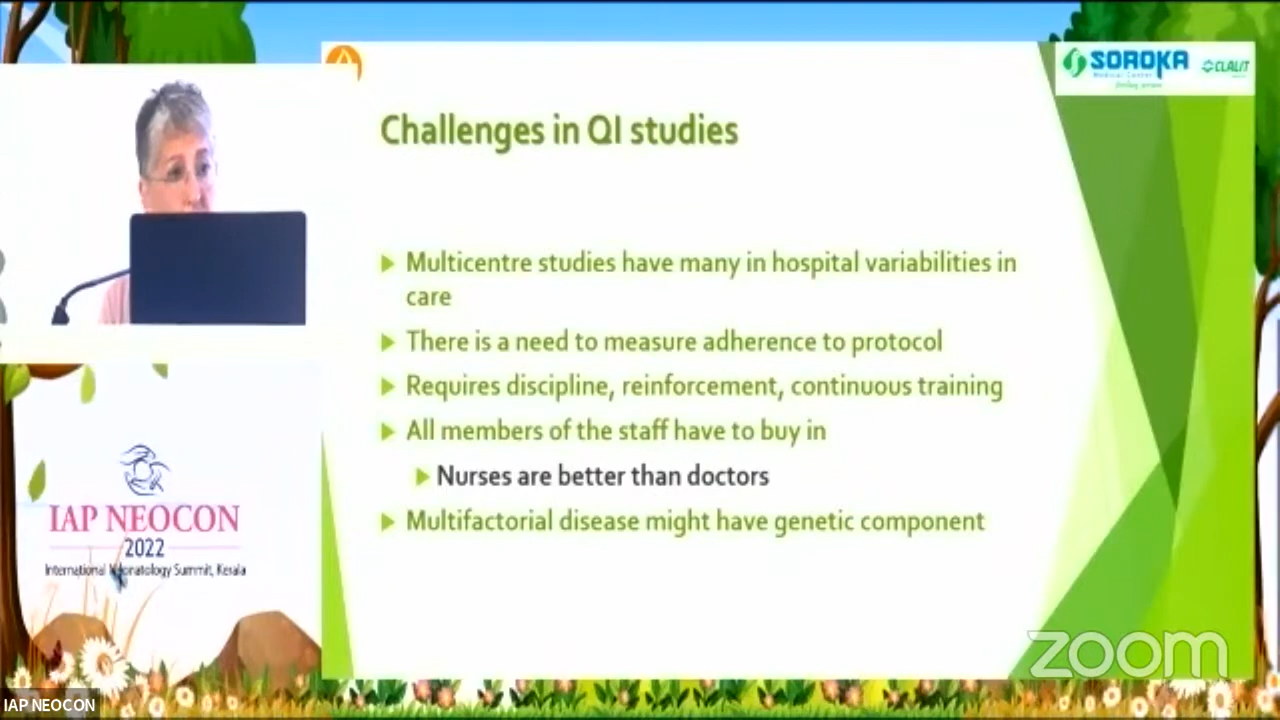 SOROKA
Medical Center
CLALIT
Challenges in QI studies
Multicentre studies have many in hospital variabilities in
care
There is a need to measure adherence to protocol
Requires discipline, reinforcement, continuous training
All members of the staff have to buy in
Nurses are better than doctors
Multifactorial disease might have genetic component
IAP NEOCON
2022
International Neonatology Summit, Kerala
zoom
IAP NEOCON